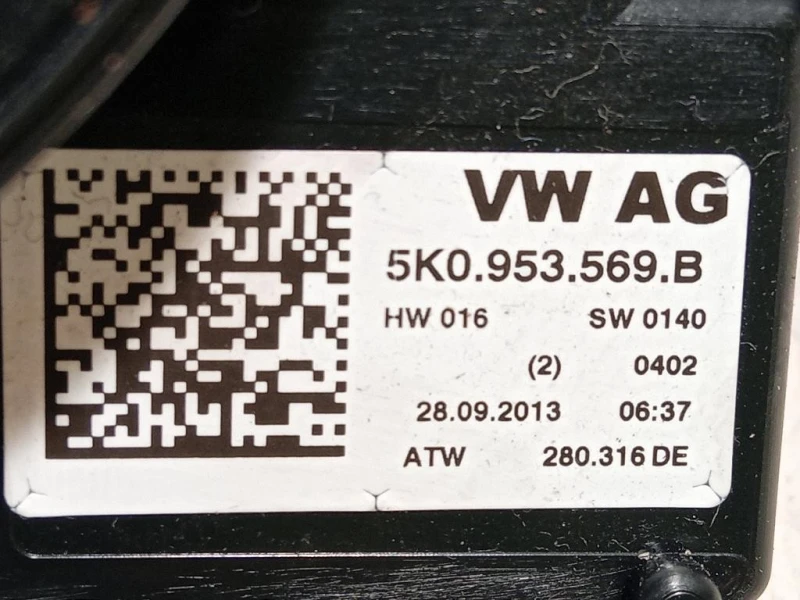 VW AG
5K0.953.569.B
HW 016 SW 0140
(2) 0402
28.09.2013 06:37
ATW 280.316 DE